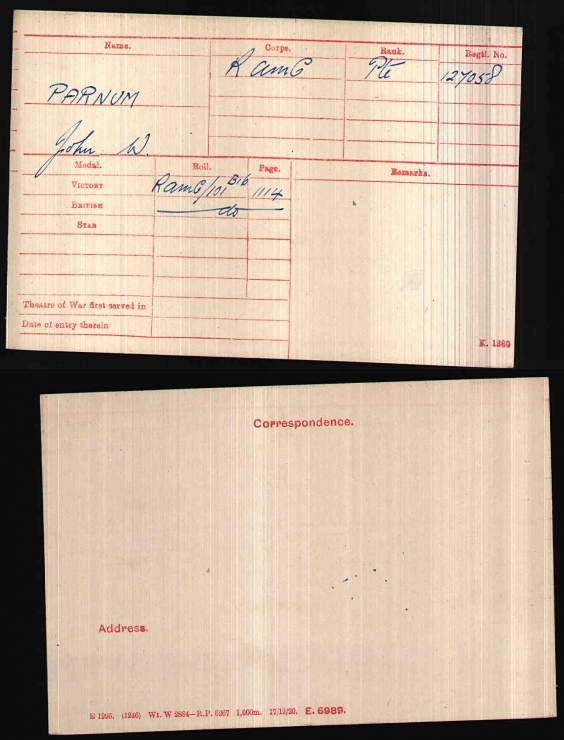 Name. Corps. Rank. Regtl. No.
R am C Pte 127058
PARNUM
John W.
Medal. Roll. Page. Remarks.
VICTORY RamC/101 B16 1114
BRITISH do
STAR
Theatre of War first served in
Date of entry therein
K. 1380
Correspondence.
Address.
E 1995. (1246) Wt. W 2884—R.P. 6267 1,000m. 17/12/20. E. 6989.